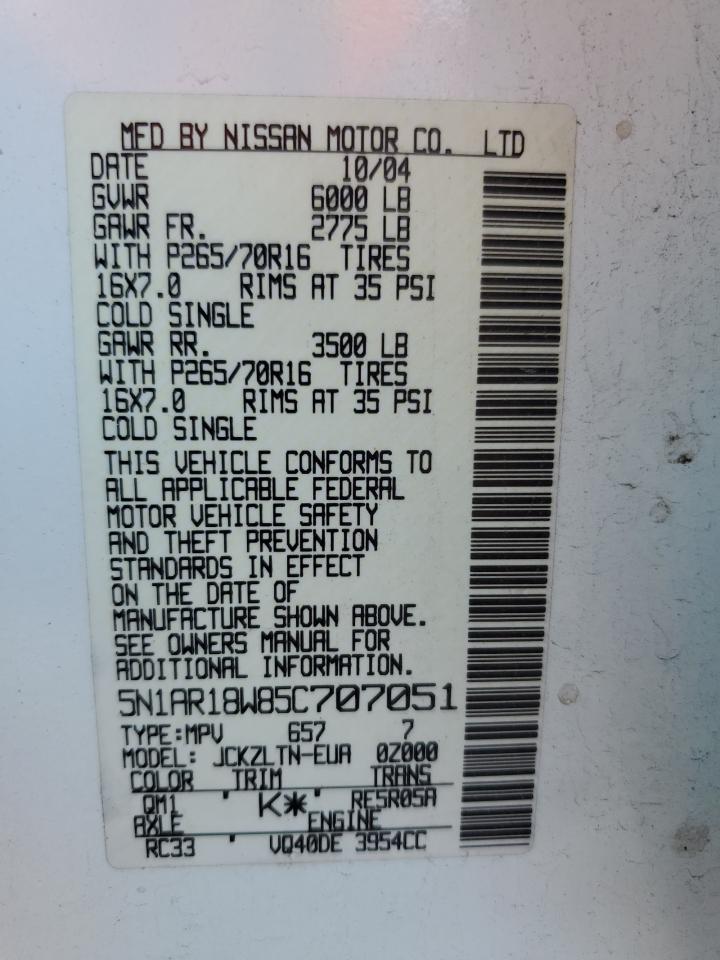 MFD BY NISSAN MOTOR CO. LTD
DATE 10/04
GVWR 6000 LB
GAWR FR. 2775 LB
WITH P265/70R16 TIRES
16X7.0 RIMS AT 35 PSI
COLD SINGLE
GAWR RR. 3500 LB
WITH P265/70R16 TIRES
16X7.0 RIMS AT 35 PSI
COLD SINGLE
THIS VEHICLE CONFORMS TO
ALL APPLICABLE FEDERAL
MOTOR VEHICLE SAFETY
AND THEFT PREVENTION
STANDARDS IN EFFECT
ON THE DATE OF
MANUFACTURE SHOWN ABOVE.
SEE OWNERS MANUAL FOR
ADDITIONAL INFORMATION.
5N1AR18W85C707051
TYPE:MPV 657 7
MODEL: JCKZLTN-EUA 0Z000
COLOR TRIM TRANS
QM1 ' K* ' RE5R05A
AXLE ENGINE
RC33 ' VQ40DE 3954CC